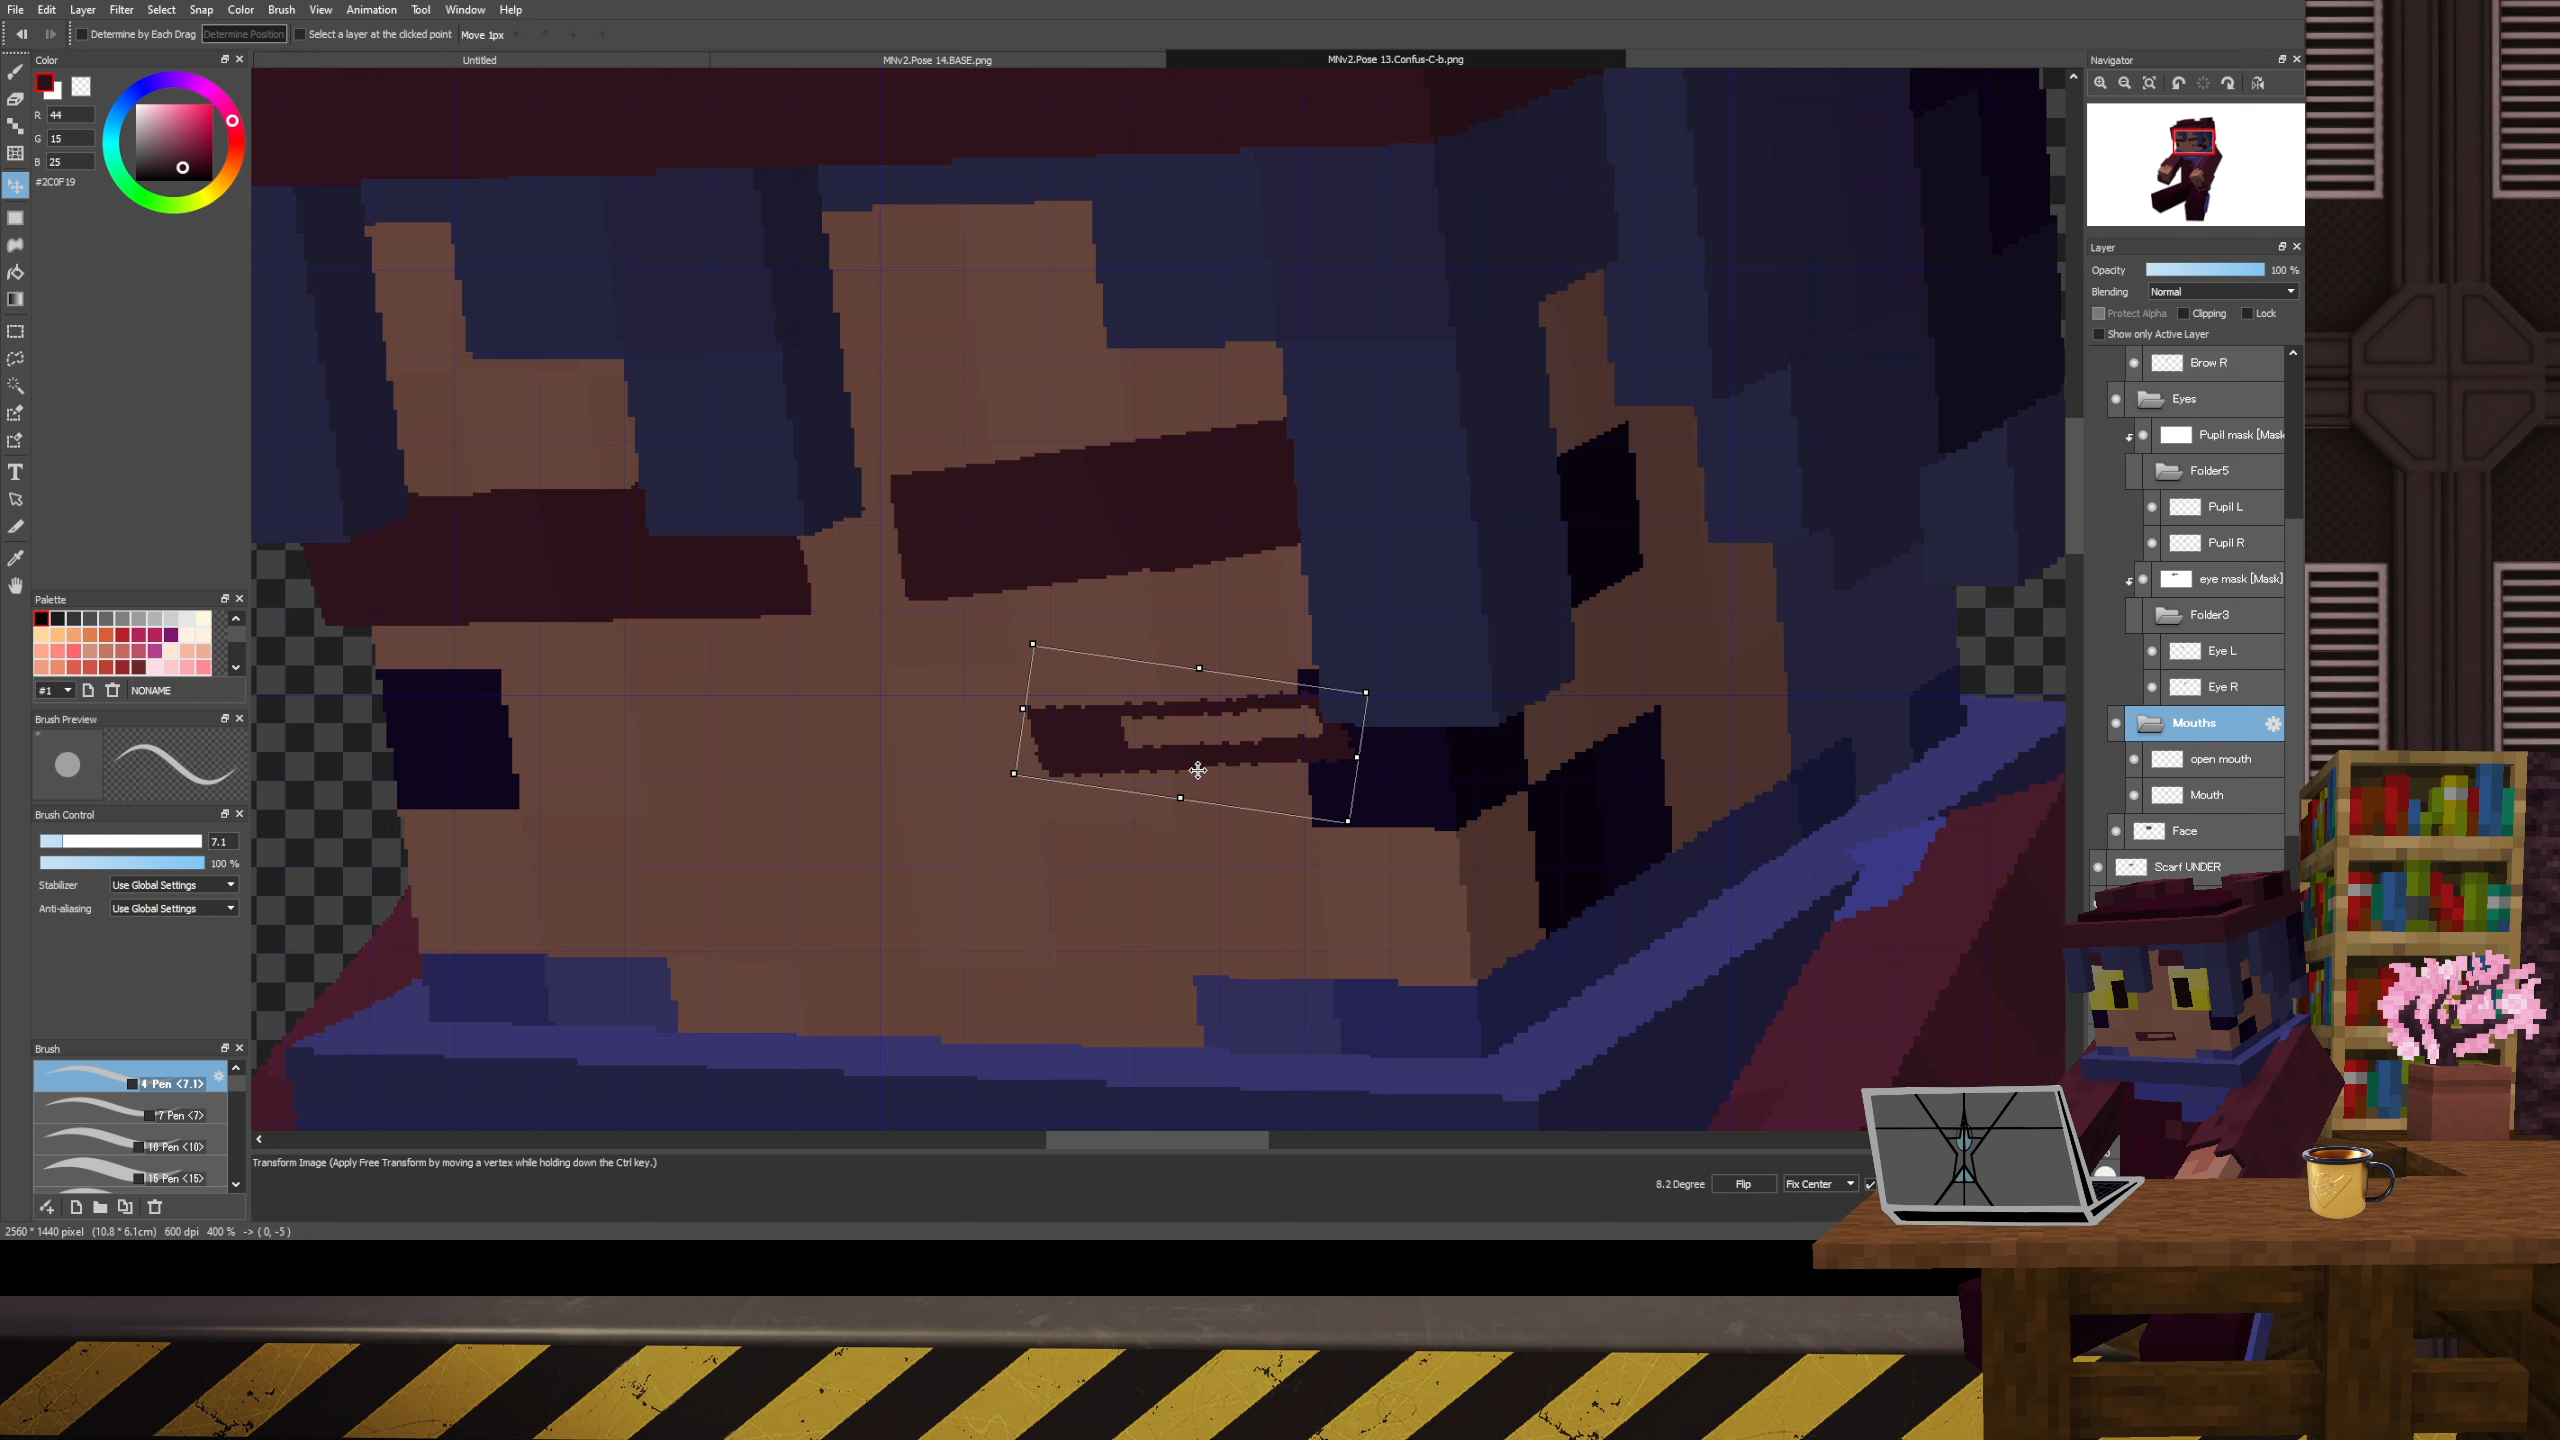 File Edit Layer Filter Select Snap Color Brush View Animation Tool Window Help
Determine by Each Drag Determine Position Select a layer at the clicked point Move 1px
Color
Untitled MNv2.Pose 14.BASE.png MNv2.Pose 13.Confus-C-b.png
R 44
G 15
B 25
#2C0F19
Palette
#1 NONAME
Brush Preview
*
Brush Control
7.1
100 %
Stabilizer Use Global Settings
Anti-aliasing Use Global Settings
Brush
4 Pen <7.1>
7 Pen <7>
10 Pen <10>
15 Pen <15>
Transform Image (Apply Free Transform by moving a vertex while holding down the Ctrl key.)
8.2 Degree Flip Fix Center
2560 * 1440 pixel (10.8 * 6.1cm) 600 dpi 400 % -> ( 0, -5 )
Navigator
Layer
Opacity 100 %
Blending Normal
Protect Alpha Clipping Lock
Show only Active Layer
Brow R
Eyes
Pupil mask [Mask
Folder5
Pupil L
Pupil R
eye mask [Mask]
Folder3
Eye L
Eye R
Mouths
open mouth
Mouth
Face
Scarf UNDER